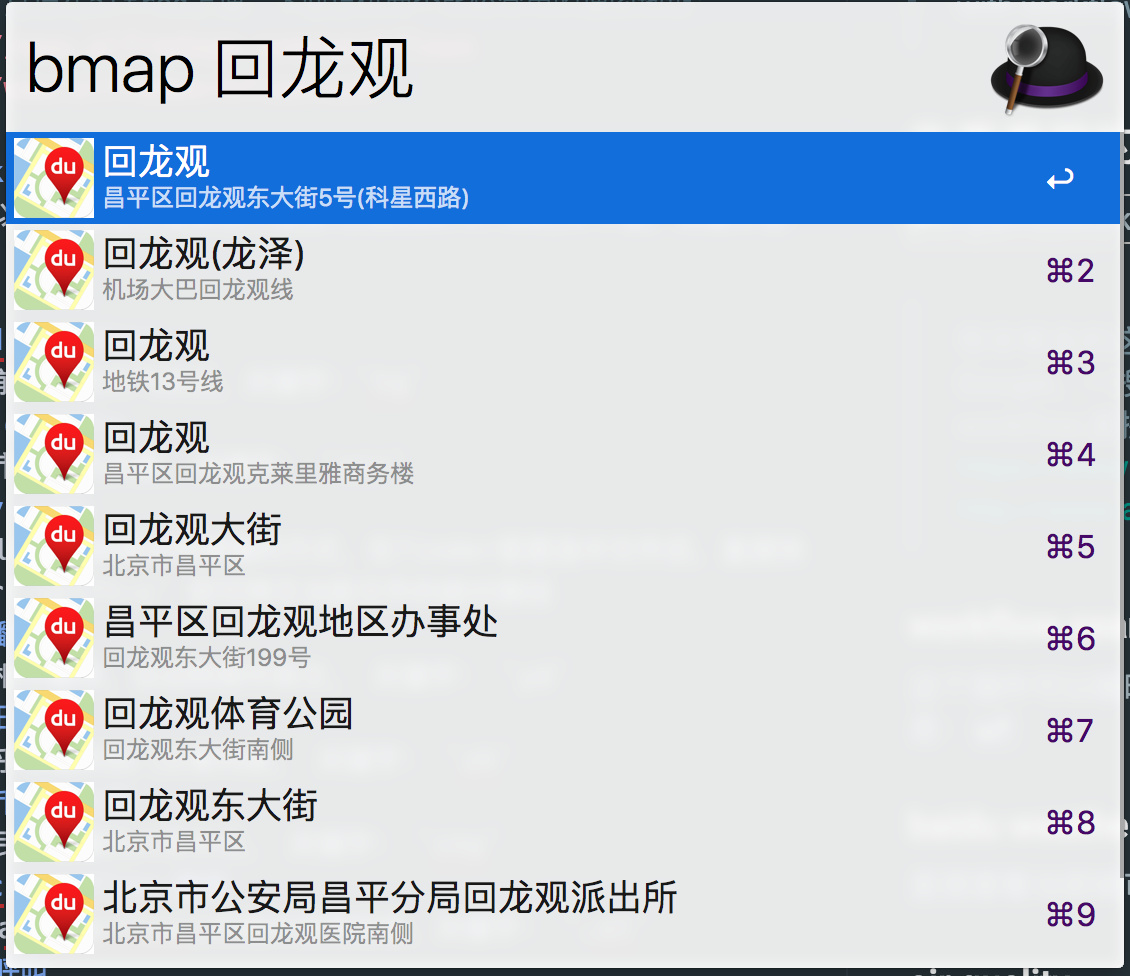 bmap 回龙观
回龙观
昌平区回龙观东大街5号(科星西路)
↩
回龙观(龙泽)
机场大巴回龙观线
⌘2
回龙观
地铁13号线
⌘3
回龙观
昌平区回龙观克莱里雅商务楼
⌘4
回龙观大街
北京市昌平区
⌘5
昌平区回龙观地区办事处
回龙观东大街199号
⌘6
回龙观体育公园
回龙观东大街南侧
⌘7
回龙观东大街
北京市昌平区
⌘8
北京市公安局昌平分局回龙观派出所
北京市昌平区回龙观医院南侧
⌘9
du
du
du
du
du
du
du
du
du